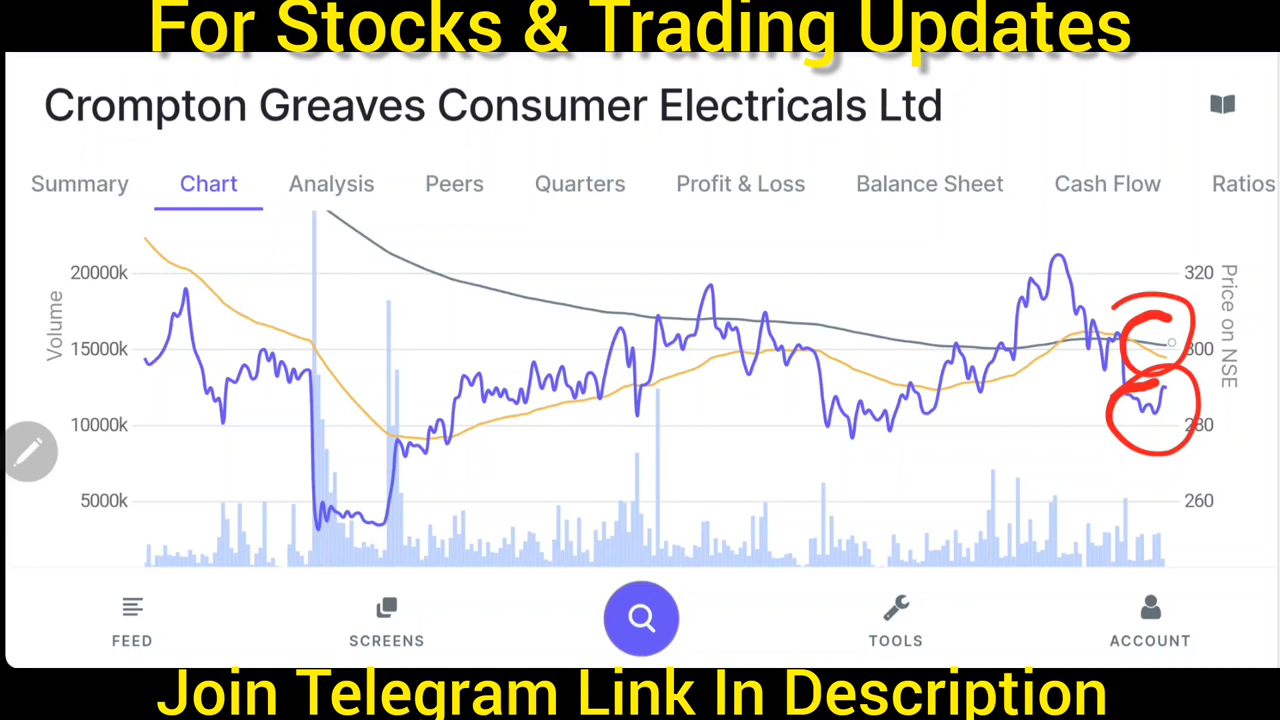 For Stocks & Trading Updates
Crompton Greaves Consumer Electricals Ltd
Summary Chart Analysis Peers Quarters Profit & Loss Balance Sheet Cash Flow Ratios
20000k 320
15000k 300
10000k 280
5000k 260
Volume
Price on NSE
FEED SCREENS TOOLS ACCOUNT
Join Telegram Link In Description